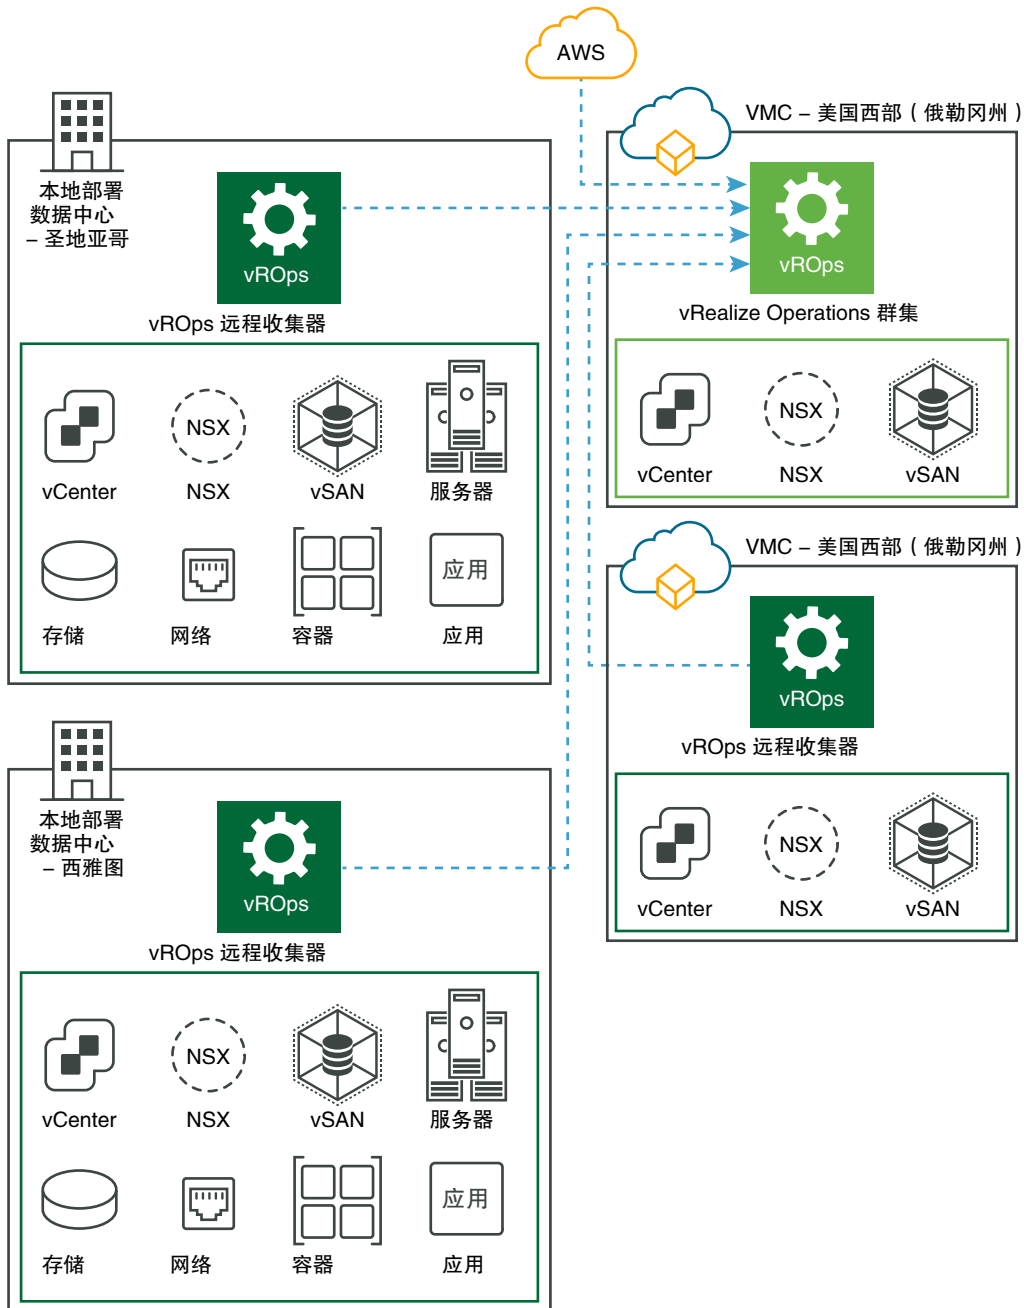 AWS
VMC – 美国西部（俄勒冈州）
本地部署
数据中心
– 圣地亚哥
vROps
vROps 远程收集器
vCenter
NSX
NSX
vSAN
服务器
存储
网络
容器
应用
应用
vROps
vRealize Operations 群集
vCenter
NSX
NSX
vSAN
VMC – 美国西部（俄勒冈州）
vROps
vROps 远程收集器
vCenter
NSX
NSX
vSAN
本地部署
数据中心
– 西雅图
vROps
vROps 远程收集器
vCenter
NSX
NSX
vSAN
服务器
存储
网络
容器
应用
应用